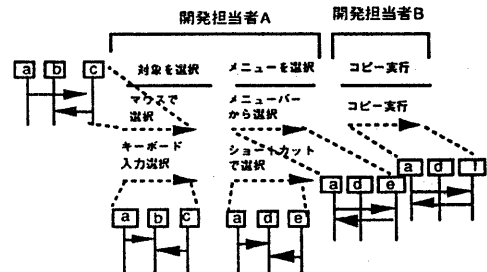 開発担当者A
開発担当者B
対象を選択
メニューを選択
コピー実行
a b c
マウスで
選択
メニューバー
から選択
コピー実行
キーボード
入力選択
ショートカット
で選択
a d f
a d e
a b c
a d e